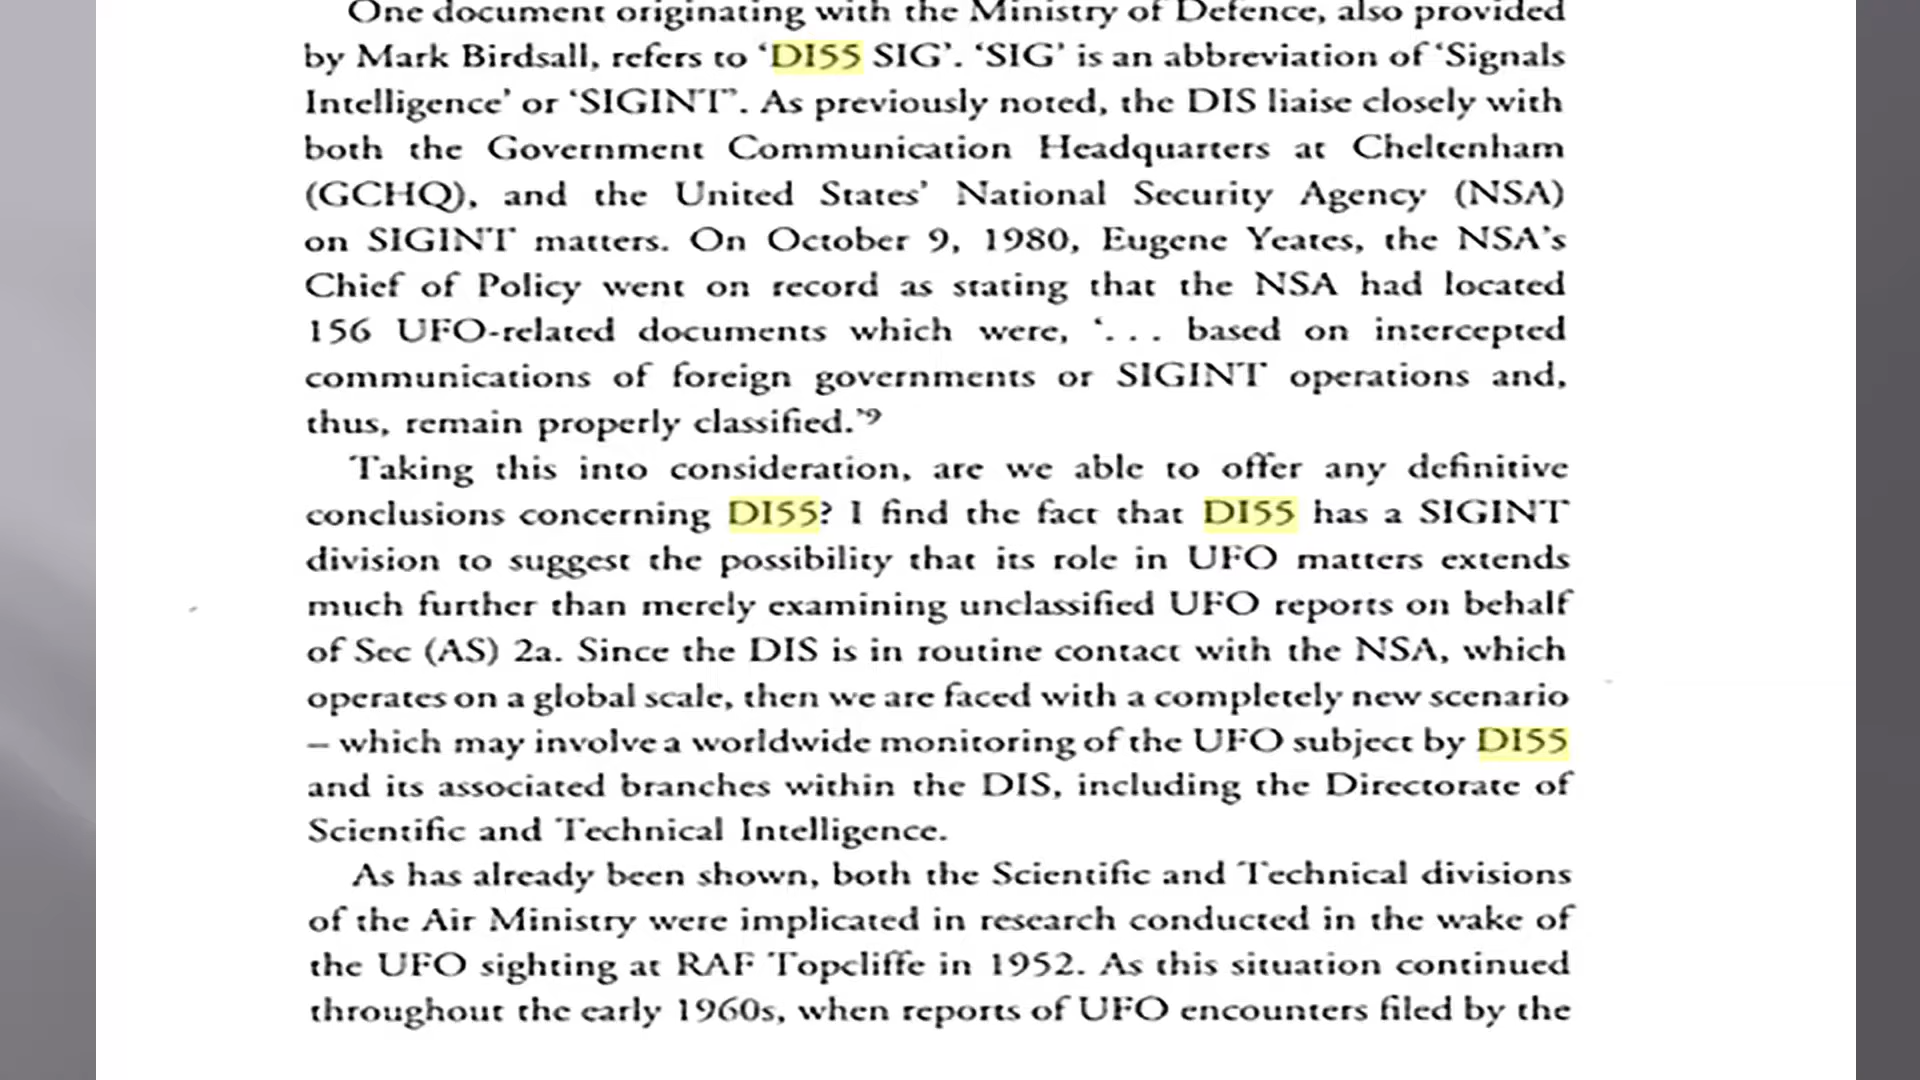 One document originating with the Ministry of Defence, also provided
by Mark Birdsall, refers to ‘DI55 SIG’. ‘SIG’ is an abbreviation of ‘Signals
Intelligence’ or ‘SIGINT’. As previously noted, the DIS liaise closely with
both the Government Communication Headquarters at Cheltenham
(GCHQ), and the United States’ National Security Agency (NSA)
on SIGINT matters. On October 9, 1980, Eugene Yeates, the NSA’s
Chief of Policy went on record as stating that the NSA had located
156 UFO-related documents which were, ‘. . . based on intercepted
communications of foreign governments or SIGINT operations and,
thus, remain properly classified.’9
Taking this into consideration, are we able to offer any definitive
conclusions concerning DI55? I find the fact that DI55 has a SIGINT
division to suggest the possibility that its role in UFO matters extends
much further than merely examining unclassified UFO reports on behalf
of Sec (AS) 2a. Since the DIS is in routine contact with the NSA, which
operates on a global scale, then we are faced with a completely new scenario
– which may involve a worldwide monitoring of the UFO subject by DI55
and its associated branches within the DIS, including the Directorate of
Scientific and Technical Intelligence.
As has already been shown, both the Scientific and Technical divisions
of the Air Ministry were implicated in research conducted in the wake of
the UFO sighting at RAF Topcliffe in 1952. As this situation continued
throughout the early 1960s, when reports of UFO encounters filed by the